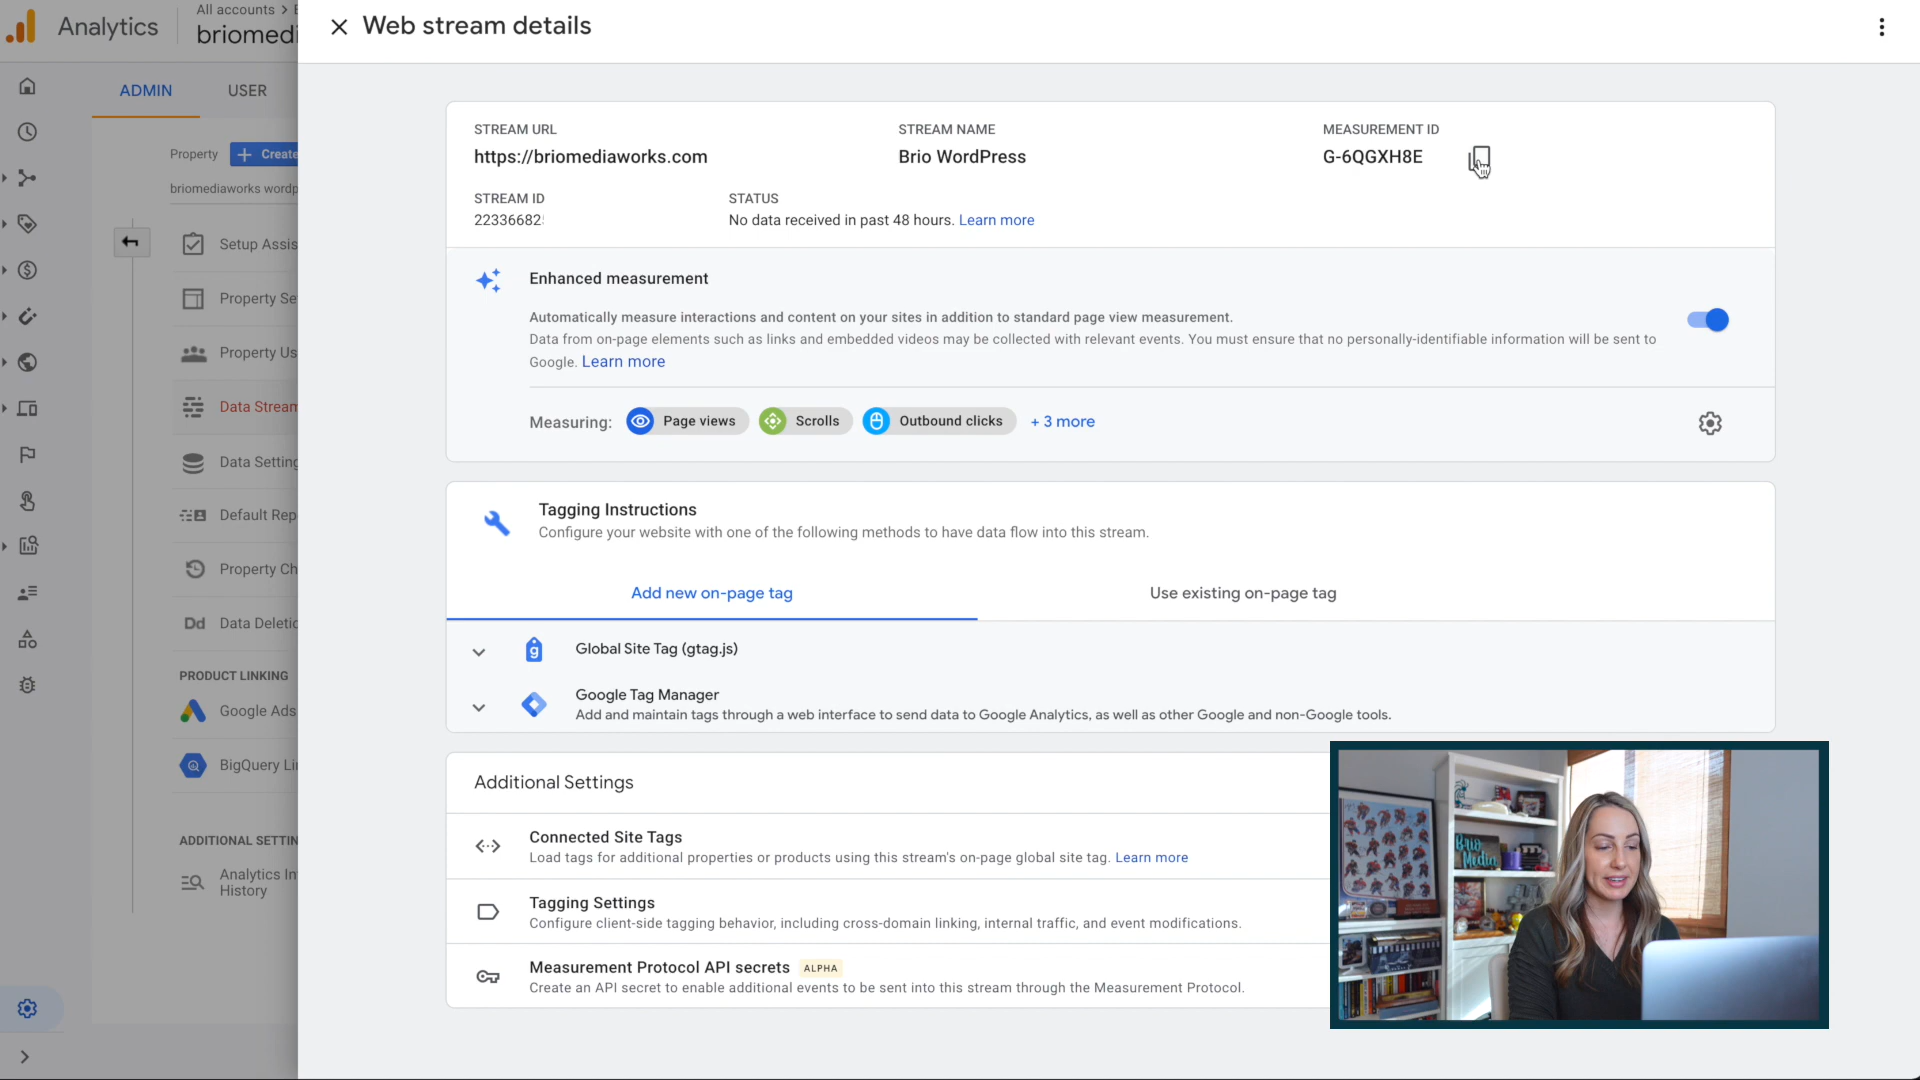 Analytics
All accounts >
briomedi
Web stream details
ADMIN
USER
Property
Create
briomediaworks wordp
Setup Assis
Property Se
Property Us
Data Stream
Data Setting
Default Rep
Property Ch
Dd
Data Deletio
PRODUCT LINKING
Google Ads
BigQuery Li
ADDITIONAL SETTIN
Analytics In
History
STREAM URL
https://briomediaworks.com
STREAM NAME
Brio WordPress
MEASUREMENT ID
G-6QGXH8E
STREAM ID
22336682
STATUS
No data received in past 48 hours. Learn more
Enhanced measurement
Automatically measure interactions and content on your sites in addition to standard page view measurement.
Data from on-page elements such as links and embedded videos may be collected with relevant events. You must ensure that no personally-identifiable information will be sent to
Google. Learn more
Measuring:
Page views
Scrolls
Outbound clicks
+ 3 more
Tagging Instructions
Configure your website with one of the following methods to have data flow into this stream.
Add new on-page tag
Use existing on-page tag
g
Global Site Tag (gtag.js)
Google Tag Manager
Add and maintain tags through a web interface to send data to Google Analytics, as well as other Google and non-Google tools.
Additional Settings
Connected Site Tags
Load tags for additional properties or products using this stream's on-page global site tag. Learn more
Tagging Settings
Configure client-side tagging behavior, including cross-domain linking, internal traffic, and event modifications.
Measurement Protocol API secrets ALPHA
Create an API secret to enable additional events to be sent into this stream through the Measurement Protocol.
Brio
Media